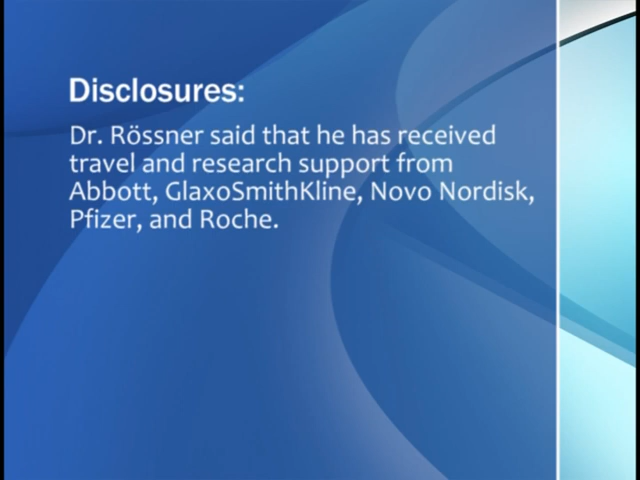 Disclosures:
Dr. Rössner said that he has received
travel and research support from
Abbott, GlaxoSmithKline, Novo Nordisk,
Pfizer, and Roche.